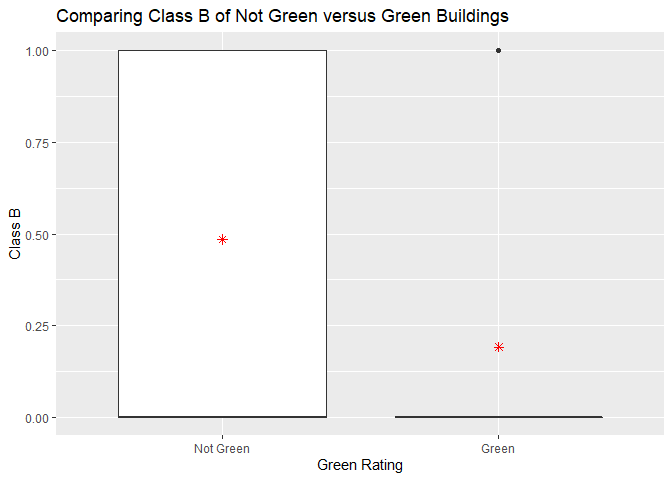 Comparing Class B of Not Green versus Green Buildings
1.00
0.75
0.50
0.25
0.00
Class B
Not Green
Green
Green Rating